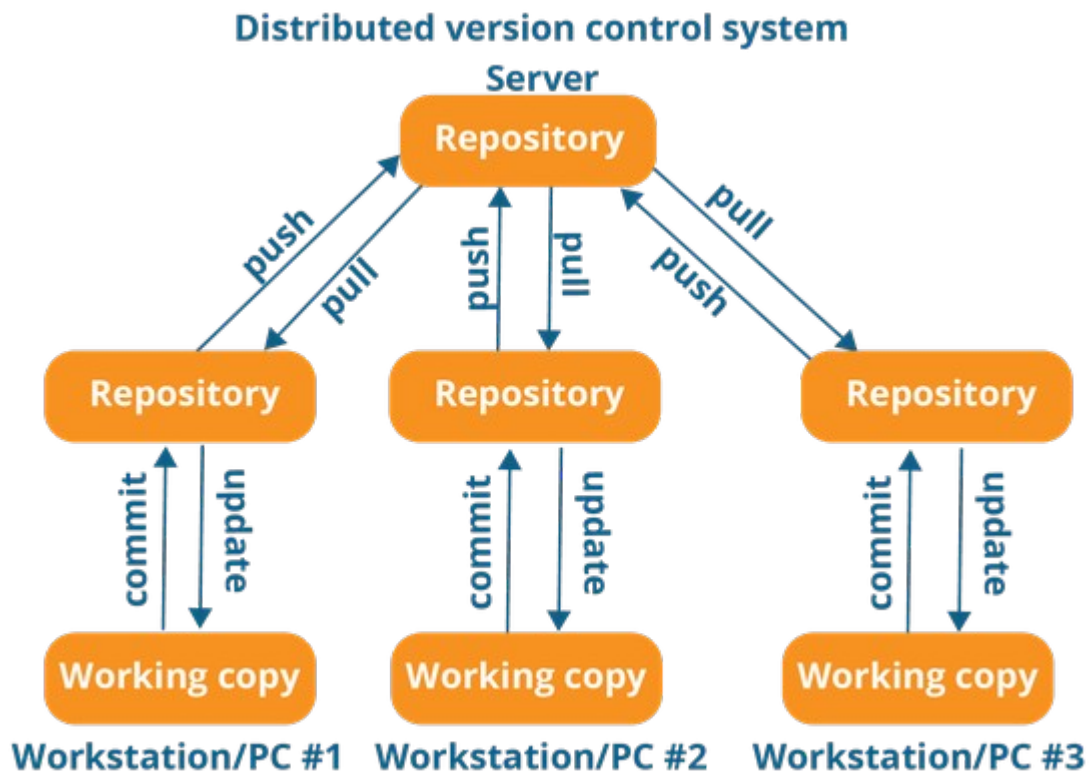 Distributed version control system
Server
Repository
push
pull
push
pull
push
pull
Repository
Repository
Repository
commit
update
commit
update
commit
update
Working copy
Working copy
Working copy
Workstation/PC #1
Workstation/PC #2
Workstation/PC #3